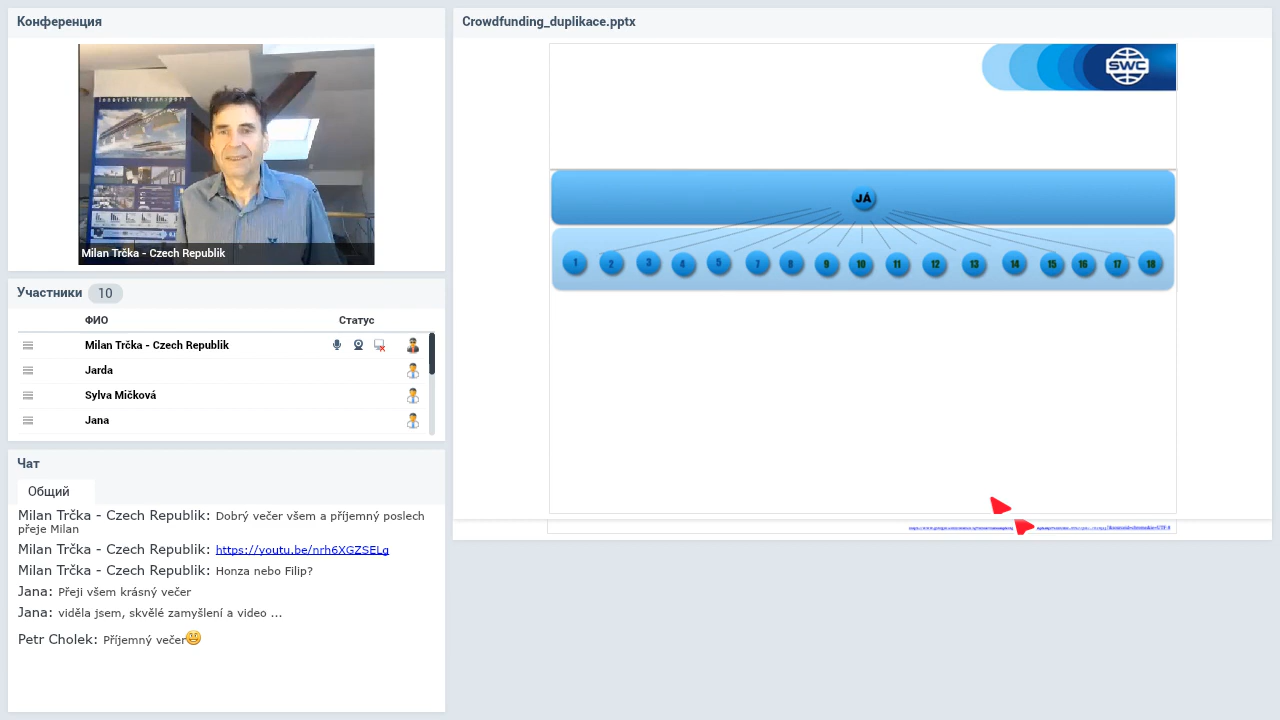 Конференция
innovative transport
Milan Trčka - Czech Republik
Участники 10
ФИО Статус
Milan Trčka - Czech Republik
Jarda
Sylva Mičková
Jana
Чат
Общий
Milan Trčka - Czech Republik: Dobrý večer všem a příjemný poslech
přeje Milan
Milan Trčka - Czech Republik: https://youtu.be/nrh6XGZSELg
Milan Trčka - Czech Republik: Honza nebo Filip?
Jana: Přeji všem krásný večer
Jana: viděla jsem, skvělé zamyšlení a video ...
Petr Cholek: Příjemný večer
Crowdfunding_duplikace.pptx
SWC
JÁ
1 2 3 4 5 7 8 9 10 11 12 13 14 15 16 17 18